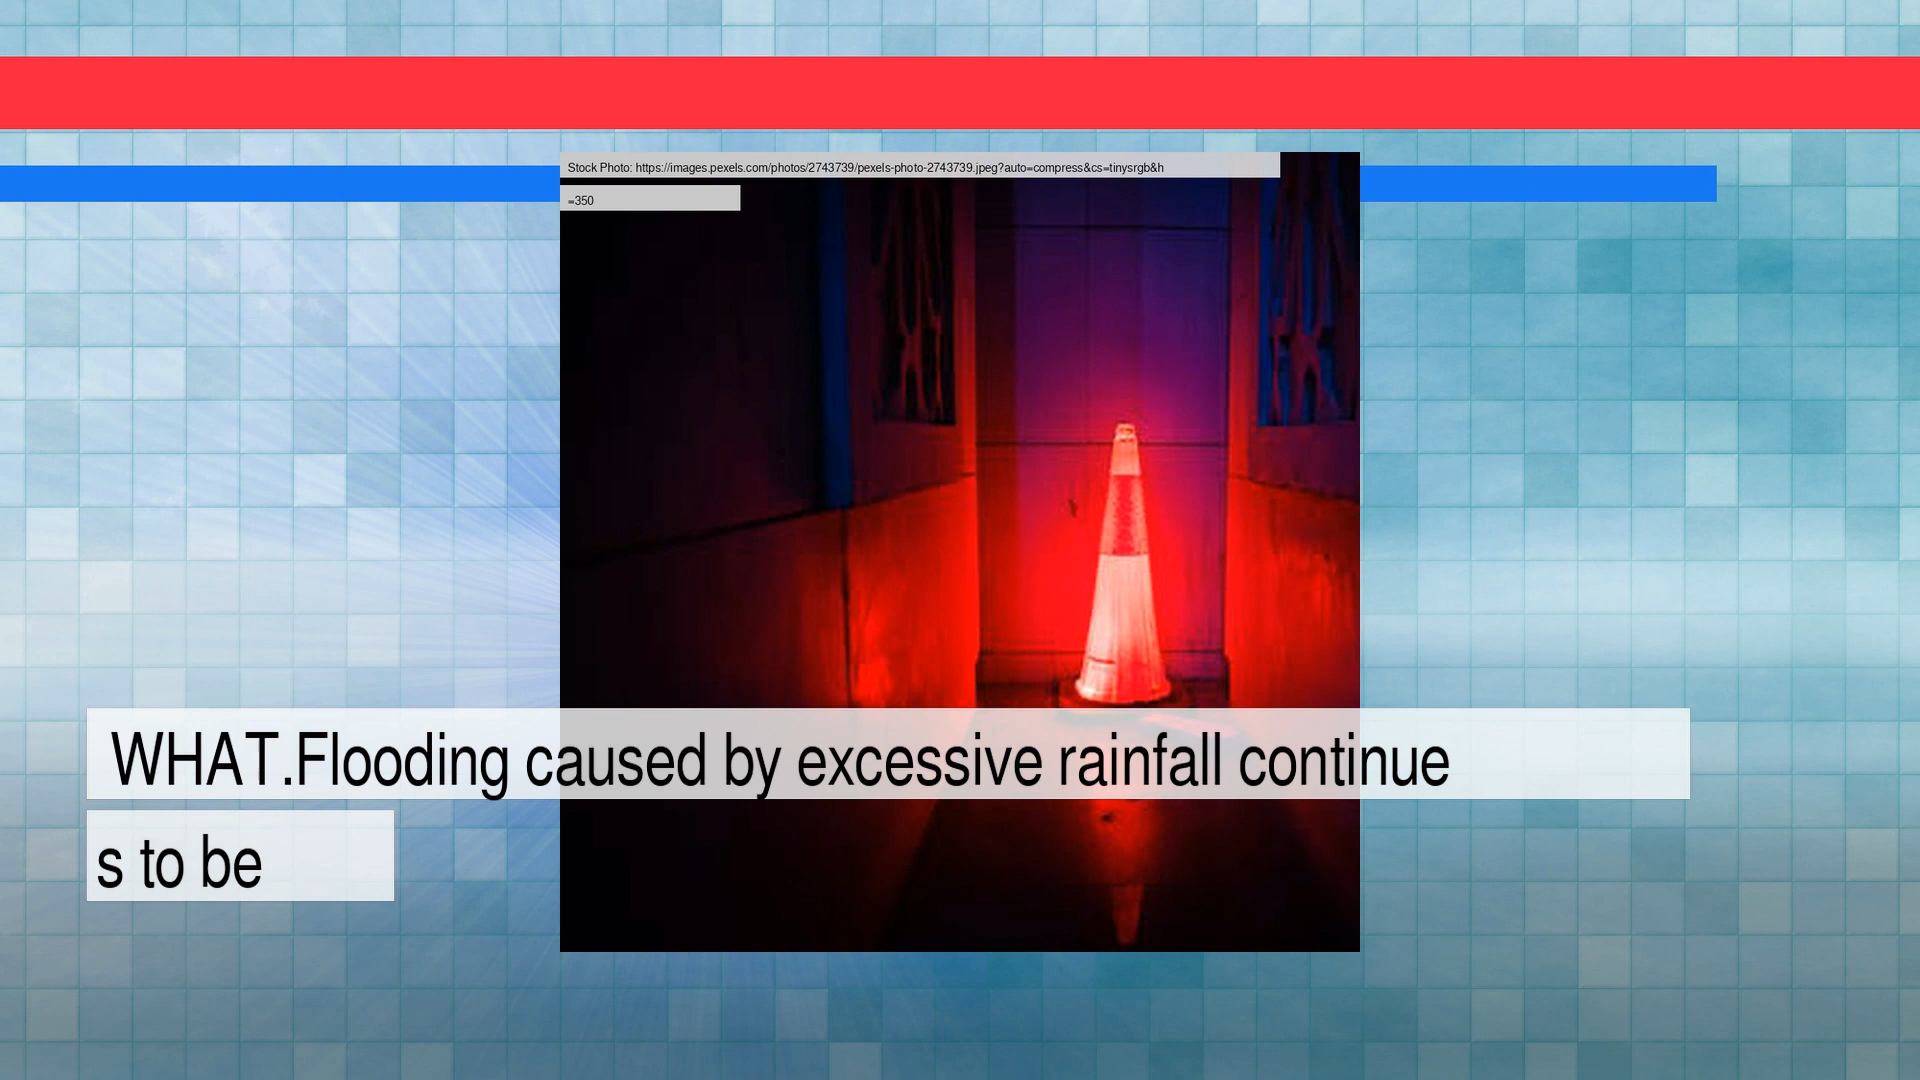 Stock Photo: https://images.pexels.com/photos/2743739/pexels-photo-2743739.jpeg?auto=compress&cs=tinysrgb&h
=350
WHAT.Flooding caused by excessive rainfall continue
s to be